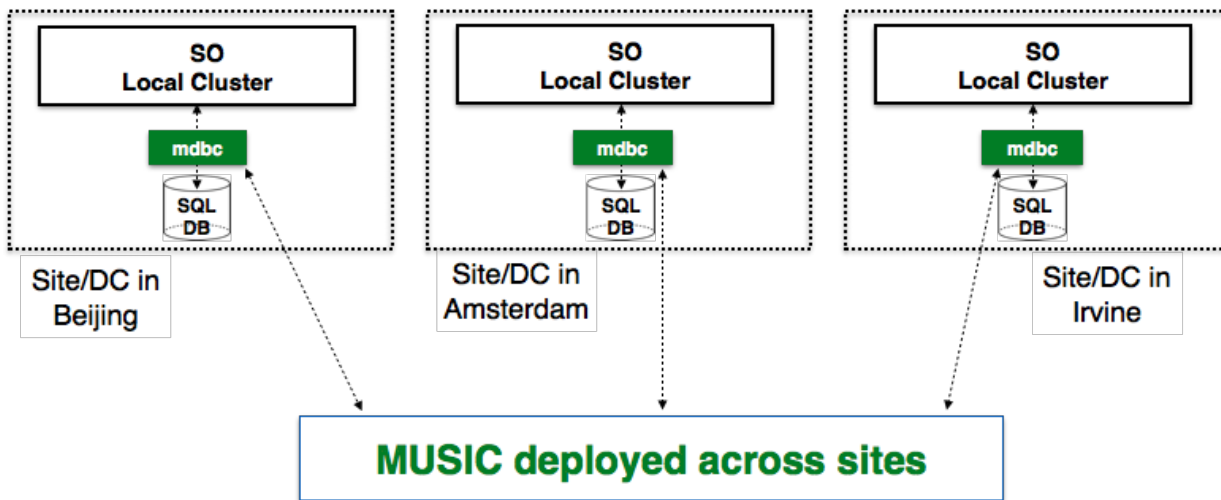 SO
Local Cluster
mdbc
SQL
DB
Site/DC in
Beijing
SO
Local Cluster
mdbc
SQL
DB
Site/DC in
Amsterdam
SO
Local Cluster
mdbc
SQL
DB
Site/DC in
Irvine
MUSIC deployed across sites